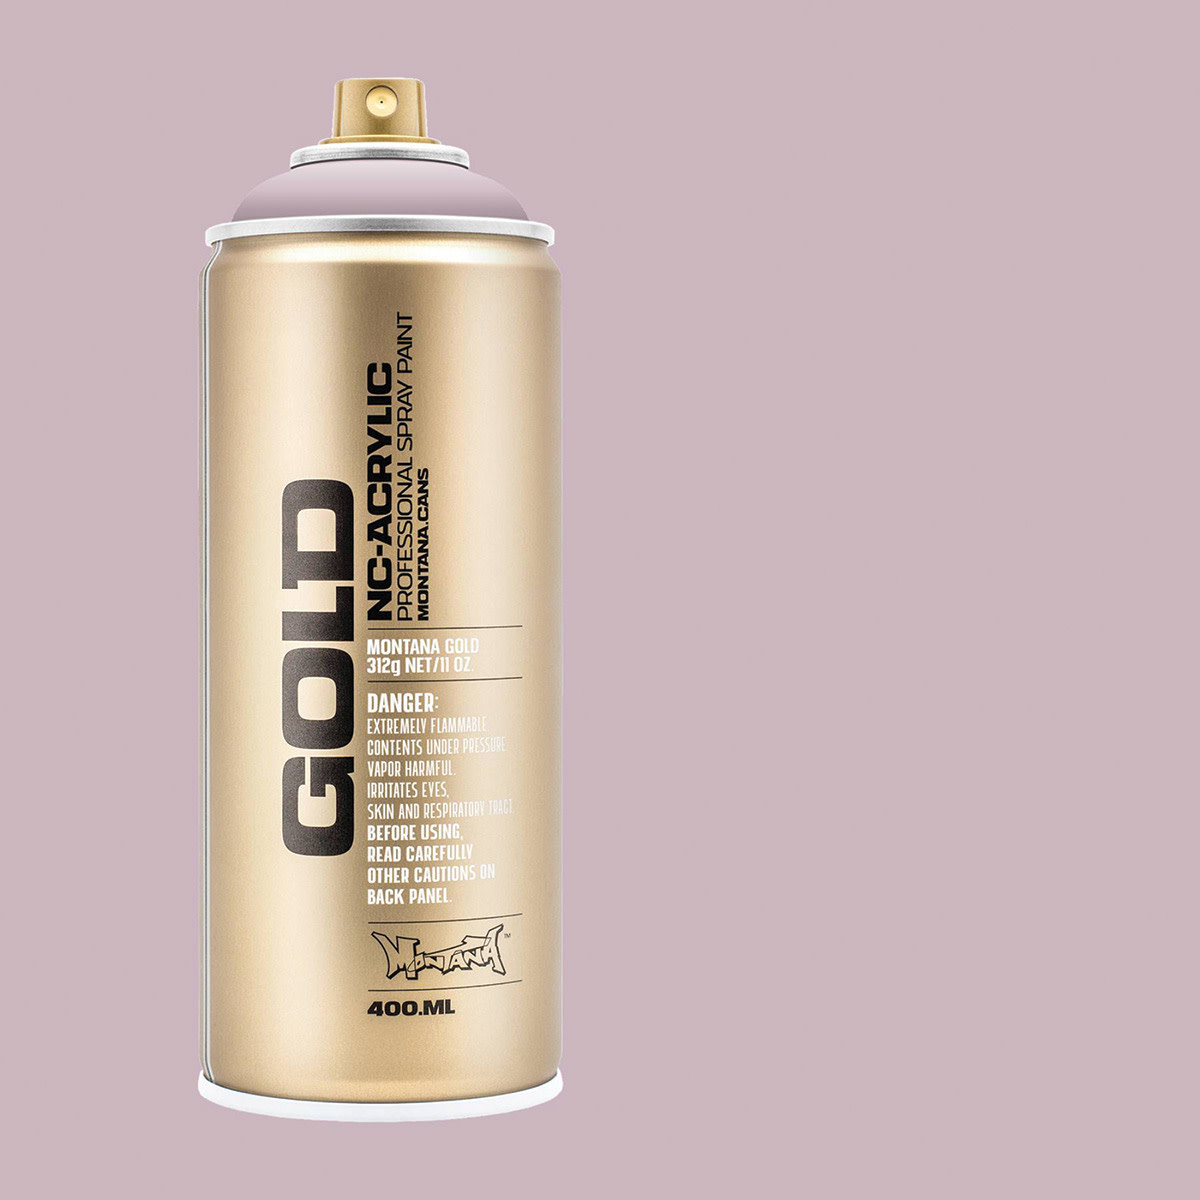 GOLD
NC-ACRYLIC
PROFESSIONAL SPRAY PAINT
MONTANA.CANS
MONTANA GOLD
312g NET/11 OZ.
DANGER:
EXTREMELY FLAMMABLE
CONTENTS UNDER PRESSURE
VAPOR HARMFUL.
IRRITATES EYES,
SKIN AND RESPIRATORY TRACT.
BEFORE USING,
READ CAREFULLY
OTHER CAUTIONS ON
BACK PANEL.
MONTANA™
400.ML